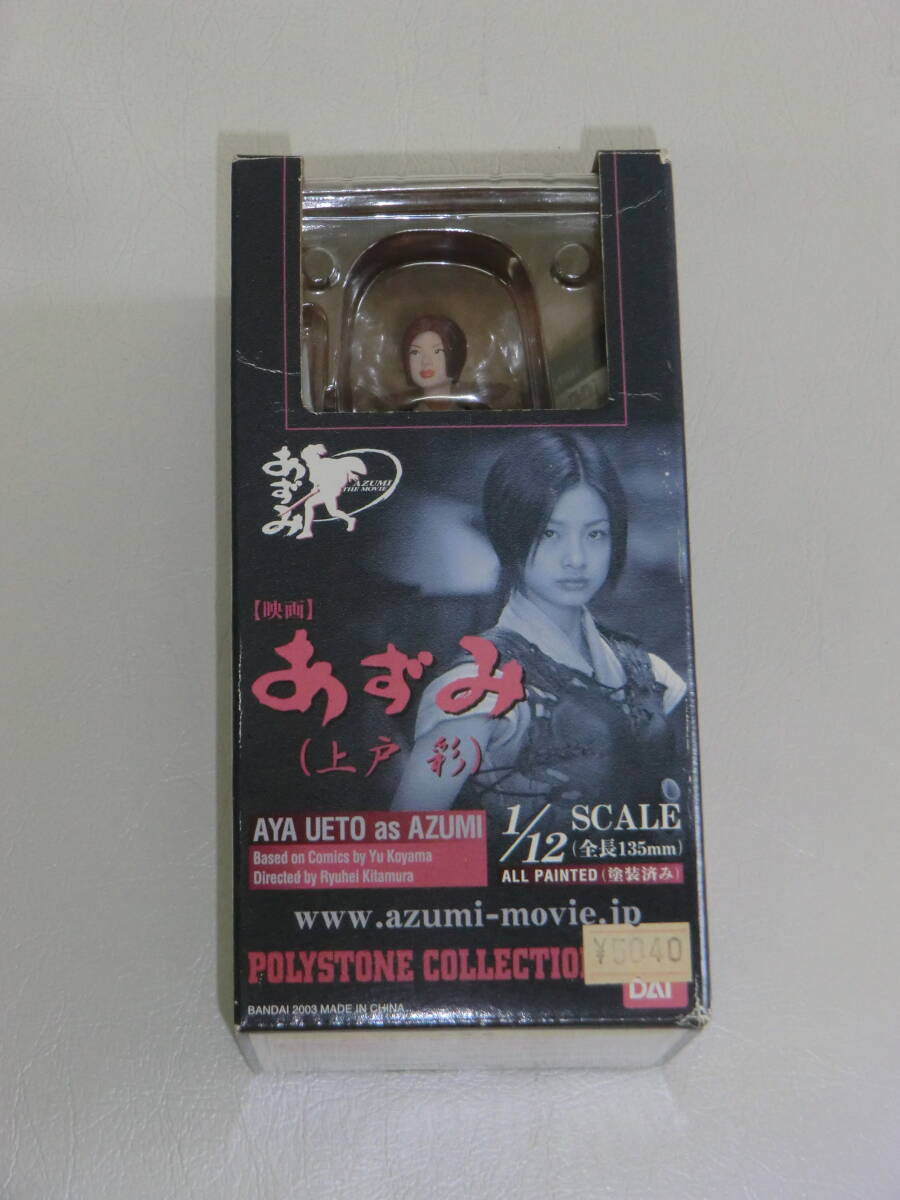 あずみ
AZUMI
THE MOVIE
【映画】
あずみ
(上戸 彩)
AYA UETO as AZUMI
Based on Comics by Yu Koyama
Directed by Ryuhei Kitamura
1/12 SCALE
(全長135mm)
ALL PAINTED (塗装済み)
www.azumi-movie.jp
POLYSTONE COLLECTION
¥5040
DAI
BANDAI 2003 MADE IN CHINA